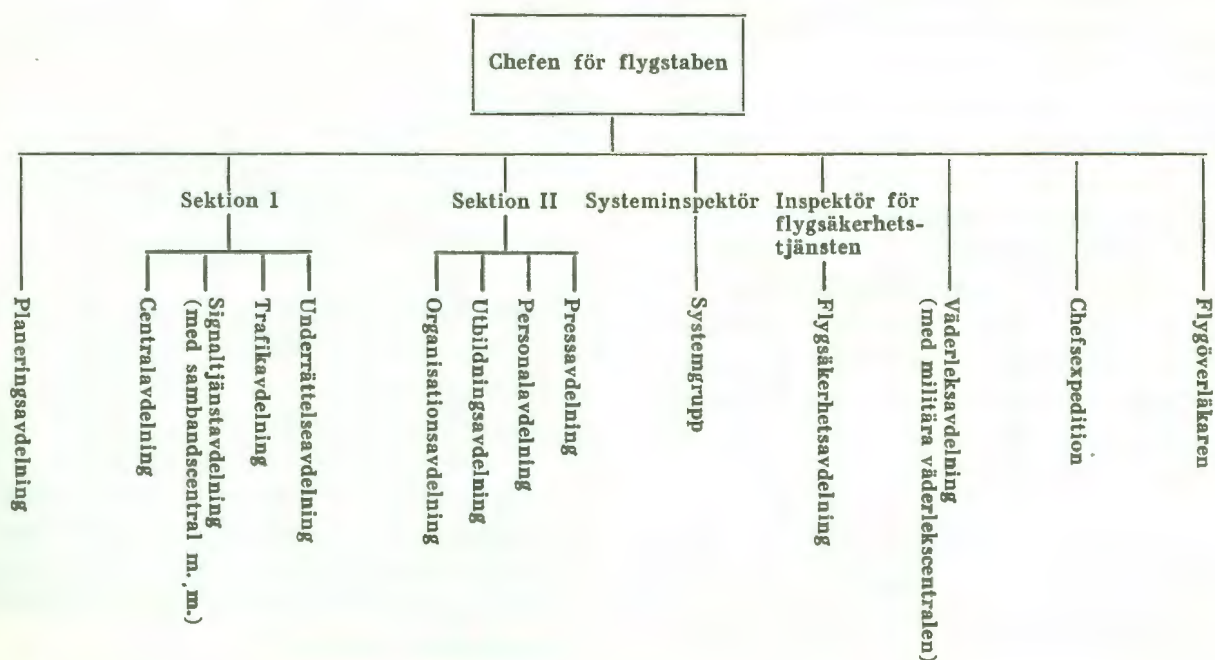 Chefen för flygstaben
Sektion 1
Sektion II
Systeminspektör
Inspektör för
flygsäkerhets-
tjänsten
Planeringsavdelning
Centralavdelning
Signaltjänstavdelning
(med sambandscentral m. m.)
Trafikavdelning
Underrättelseavdelning
Organisationsavdelning
Utbildningsavdelning
Personalavdelning
Pressavdelning
Systemgrupp
Flygsäkerhetsavdelning
Väderleksavdelning
(med militära väderlekscentralen)
Chefsexpedition
Flygöverläkaren